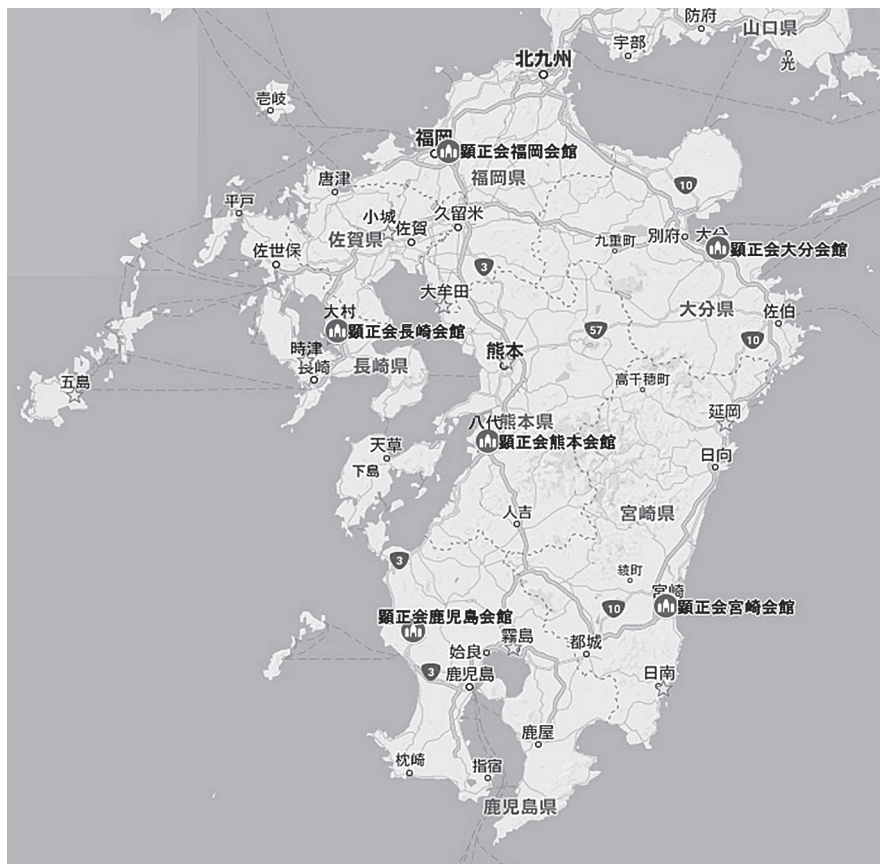 防府
山口県
宇部
北九州
光
壱岐
福岡
顕正会福岡会館
福岡県
唐津
10
平戸
小城
久留米
佐賀
佐賀県
九重町
別府
大分
顕正会大分会館
佐世保
3
大牟田
大分県
佐伯
大村
顕正会長崎会館
57
10
時津
長崎
長崎県
熊本
五島
高千穂町
延岡
八代
熊本県
顕正会熊本会館
天草
下島
日向
人吉
宮崎県
3
綾町
宮崎
10
顕正会宮崎会館
顕正会鹿児島会館
霧島
姶良
都城
3
鹿児島
日南
鹿屋
枕崎
指宿
鹿児島県